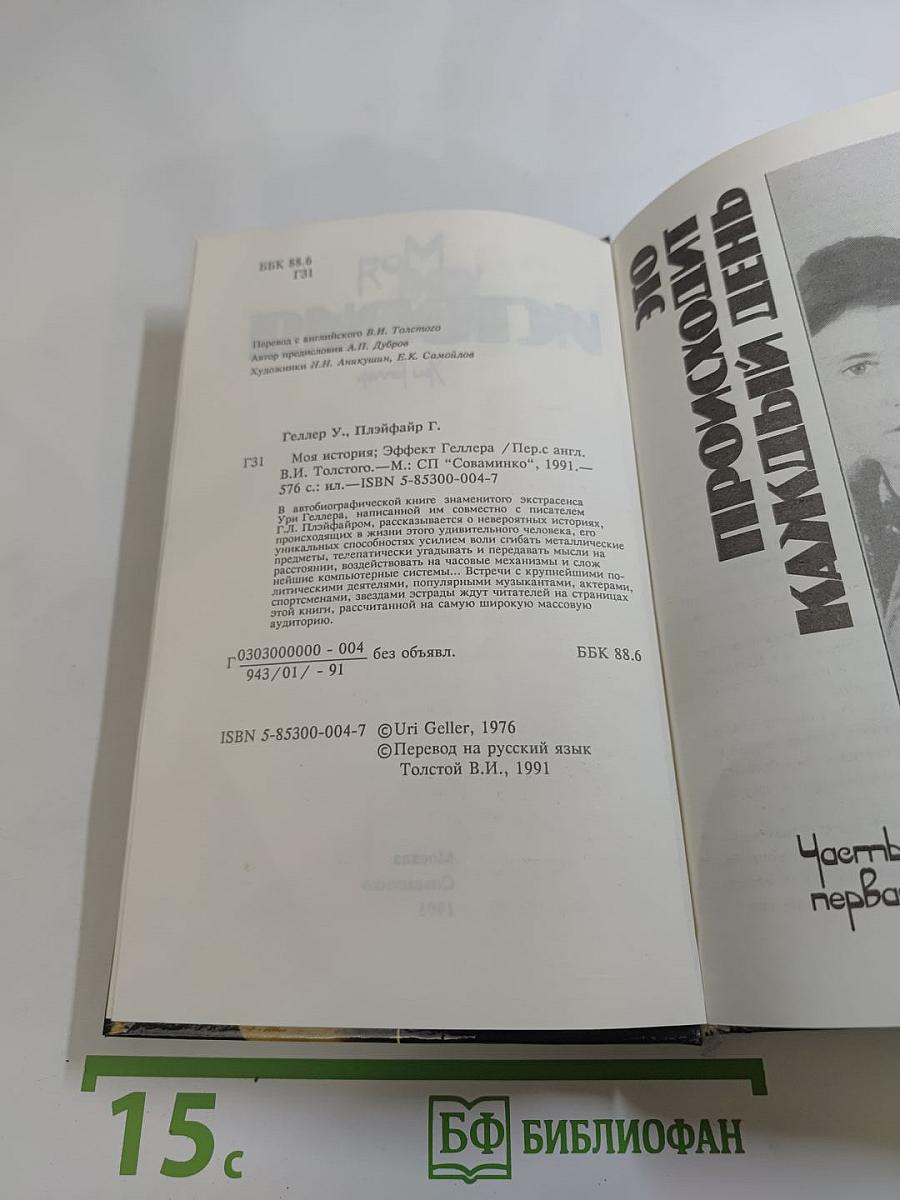 ББК 88.6
Г31
Перевод с английского В.И. Толстого
Автор предисловия А.П. Дубров
Художники И.Н. Аникушин, Е.К. Самойлов
Геллер У., Плэйфайр Г.
Г31 Моя история; Эффект Геллера /Пер.с англ.
В.И. Толстого.—М.: СП "Соваминко", 1991.—
576 с.: ил.—ISBN 5-85300-004-7
В автобиографической книге знаменитого экстрасенса
Ури Геллера, написанной им совместно с писателем
Г.Л. Плэйфайром, рассказывается о невероятных историях,
происходящих в жизни этого удивительного человека, его
уникальных способностях усилием воли сгибать металлические
предметы, телепатически угадывать и передавать мысли на
расстоянии, воздействовать на часовые механизмы и слож
нейшие компьютерные системы... Встречи с крупнейшими по-
литическими деятелями, популярными музыкантами, актерами,
спортсменами, звездами эстрады ждут читателей на страницах
этой книги, рассчитанной на самую широкую массовую
аудиторию.
Г 0303000000 - 004 без объявл. ББК 88.6
943/01/ - 91
ISBN 5-85300-004-7 ©Uri Geller, 1976
©Перевод на русский язык
Толстой В.И., 1991
ЭТО
ПРОИСХОДИТ
КАЖДЫЙ ДЕНЬ
Часть
первая
15 с
БФ БИБЛИОФАН